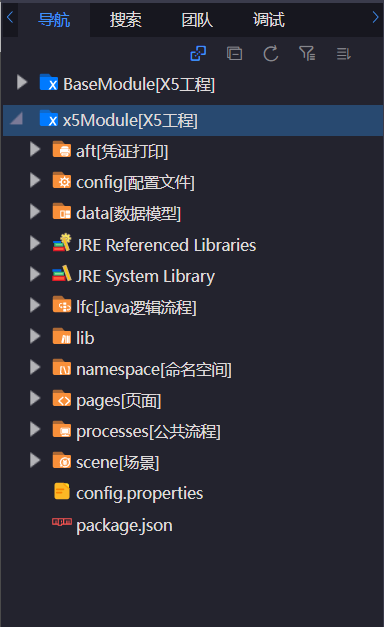 导航 搜索 团队 调试
BaseModule[X5工程]
x5Module[X5工程]
aft[凭证打印]
config[配置文件]
data[数据模型]
JRE Referenced Libraries
JRE System Library
lfc[Java逻辑流程]
lib
namespace[命名空间]
pages[页面]
processes[公共流程]
scene[场景]
config.properties
package.json